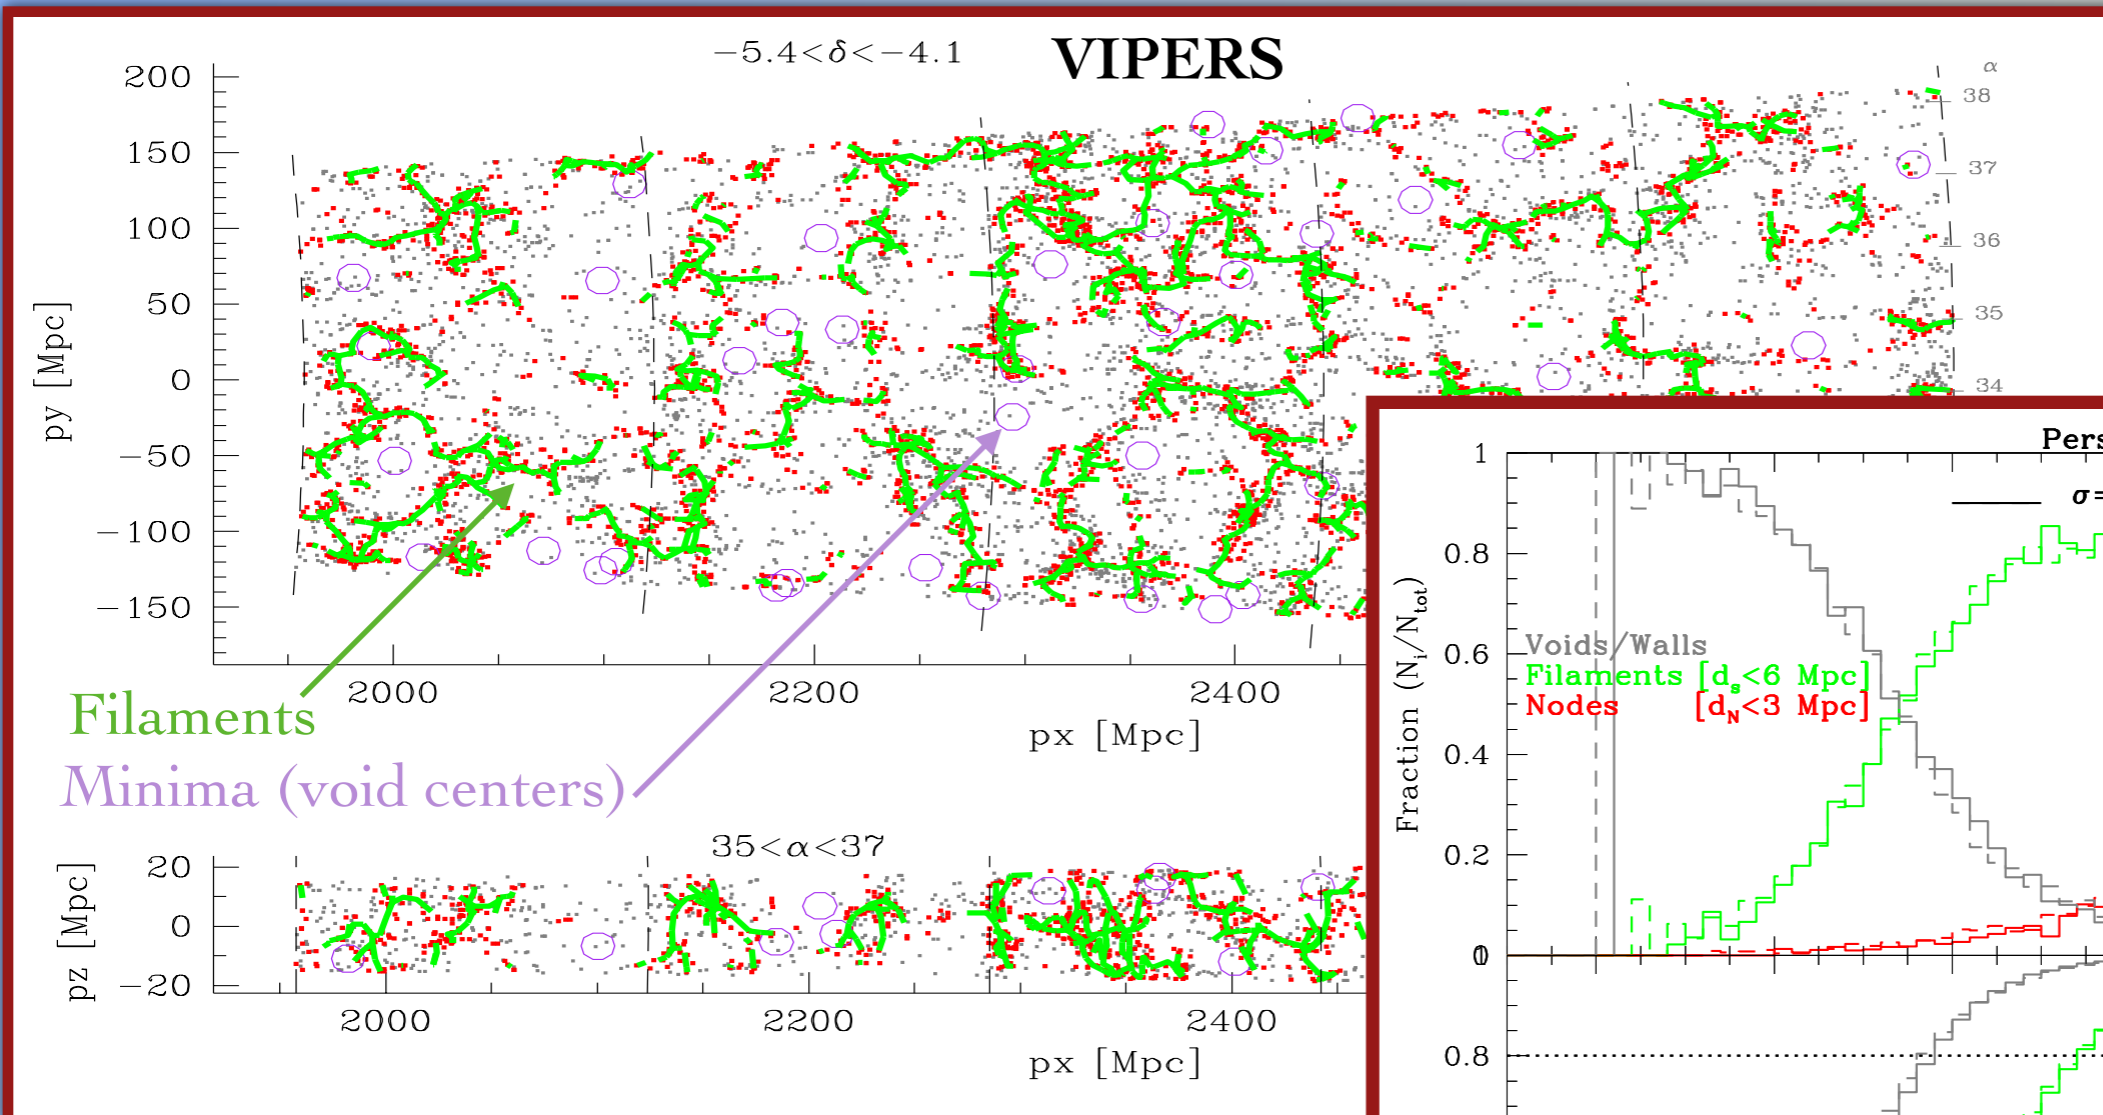 VIPERS
−5.4<δ<−4.1
α
200
150
100
50
0
−50
−100
−150
py [Mpc]
38
37
36
35
34
2000
2200
2400
px [Mpc]
Filaments
Minima (void centers)
35<α<37
20
0
−20
pz [Mpc]
2000
2200
2400
px [Mpc]
Pers
σ=
1
0.8
0.6
0.4
0.2
0
0.8
Fraction (N_i/N_tot)
Voids/Walls
Filaments [d_s<6 Mpc]
Nodes [d_N<3 Mpc]